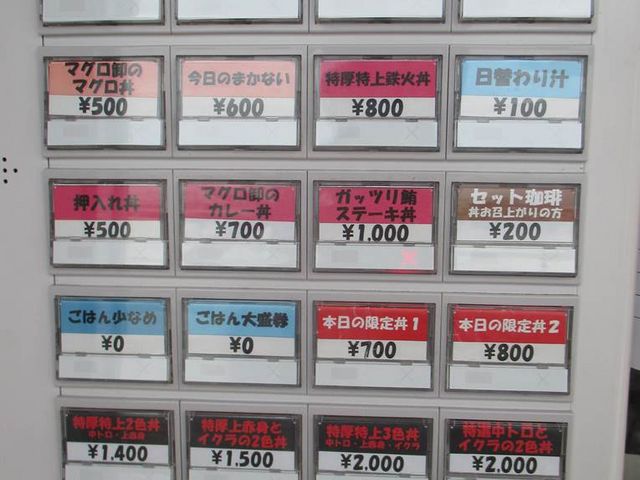 マグロ卸の
マグロ丼
¥500
今日のまかない
¥600
特厚特上鉄火丼
¥800
日替わり汁
¥100
押入れ丼
¥500
マグロ卸の
カレー丼
¥700
ガッツリ鮪
ステーキ丼
¥1,000
×
セット珈琲
丼お召上がりの方
¥200
ごはん少なめ
¥0
ごはん大盛券
¥0
本日の限定丼1
¥700
本日の限定丼2
¥800
特厚特上2色丼
中トロ・上赤身
¥1,400
特厚上赤身と
イクラの2色丼
¥1,500
特厚特上3色丼
中トロ・上赤身・イクラ
¥2,000
特選中トロと
イクラの2色丼
¥2,000